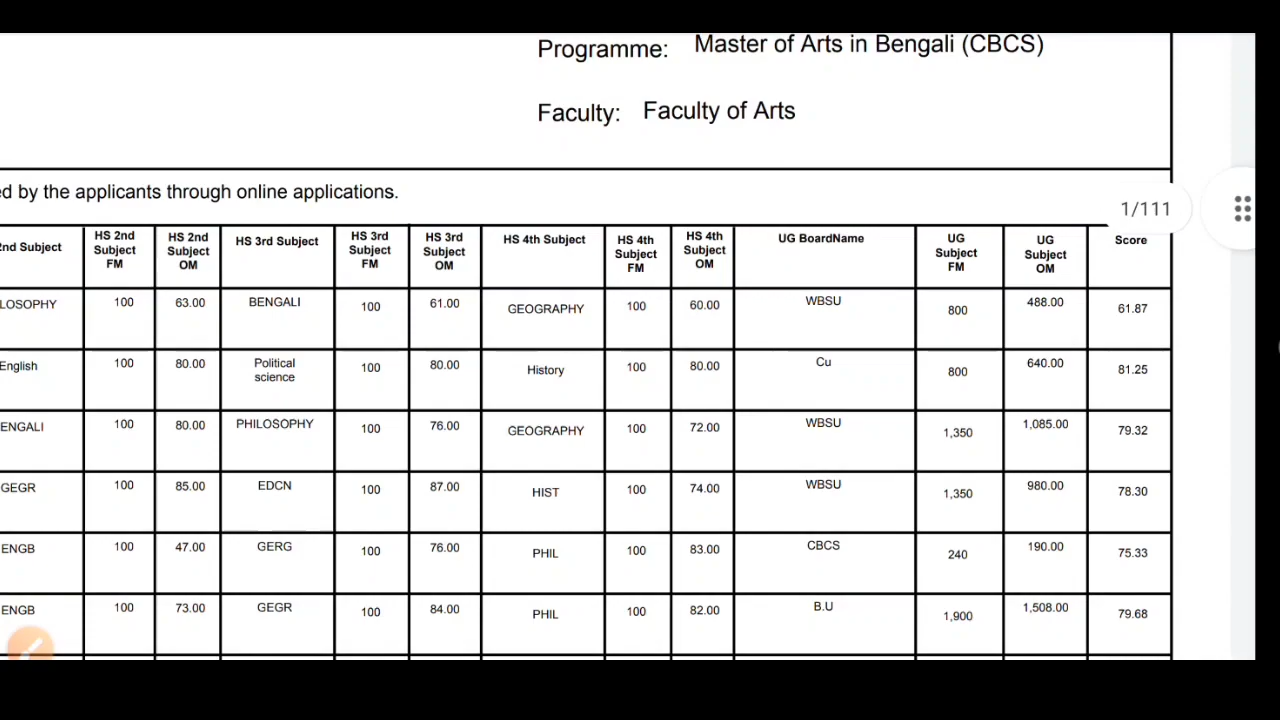 Programme: Master of Arts in Bengali (CBCS)
Faculty: Faculty of Arts
by the applicants through online applications.
1/111
2nd Subject HS 2nd Subject FM HS 2nd Subject OM HS 3rd Subject HS 3rd Subject FM HS 3rd Subject OM HS 4th Subject HS 4th Subject FM HS 4th Subject OM UG BoardName UG Subject FM UG Subject OM Score
LOSOPHY 100 63.00 BENGALI 100 61.00 GEOGRAPHY 100 60.00 WBSU 800 488.00 61.87
English 100 80.00 Political science 100 80.00 History 100 80.00 Cu 800 640.00 81.25
ENGALI 100 80.00 PHILOSOPHY 100 76.00 GEOGRAPHY 100 72.00 WBSU 1,350 1,085.00 79.32
GEGR 100 85.00 EDCN 100 87.00 HIST 100 74.00 WBSU 1,350 980.00 78.30
ENGB 100 47.00 GERG 100 76.00 PHIL 100 83.00 CBCS 240 190.00 75.33
ENGB 100 73.00 GEGR 100 84.00 PHIL 100 82.00 B.U 1,900 1,508.00 79.68